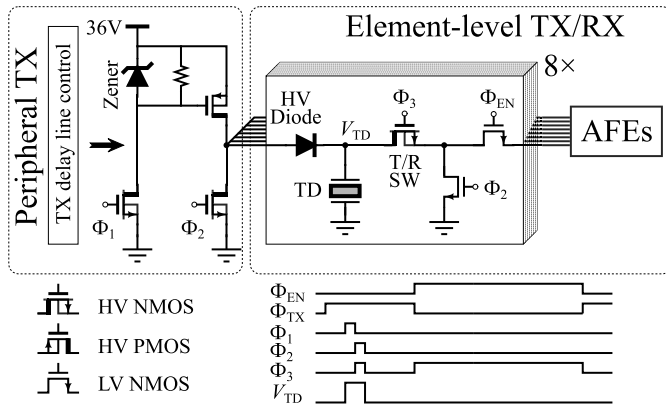 Peripheral TX
TX delay line control
36V
Zener
Φ1
Φ2
Element-level TX/RX
8×
HV
Diode
VTD
TD
Φ3
T/R
SW
ΦEN
Φ2
AFEs
HV NMOS
HV PMOS
LV NMOS
ΦEN
ΦTX
Φ1
Φ2
Φ3
VTD